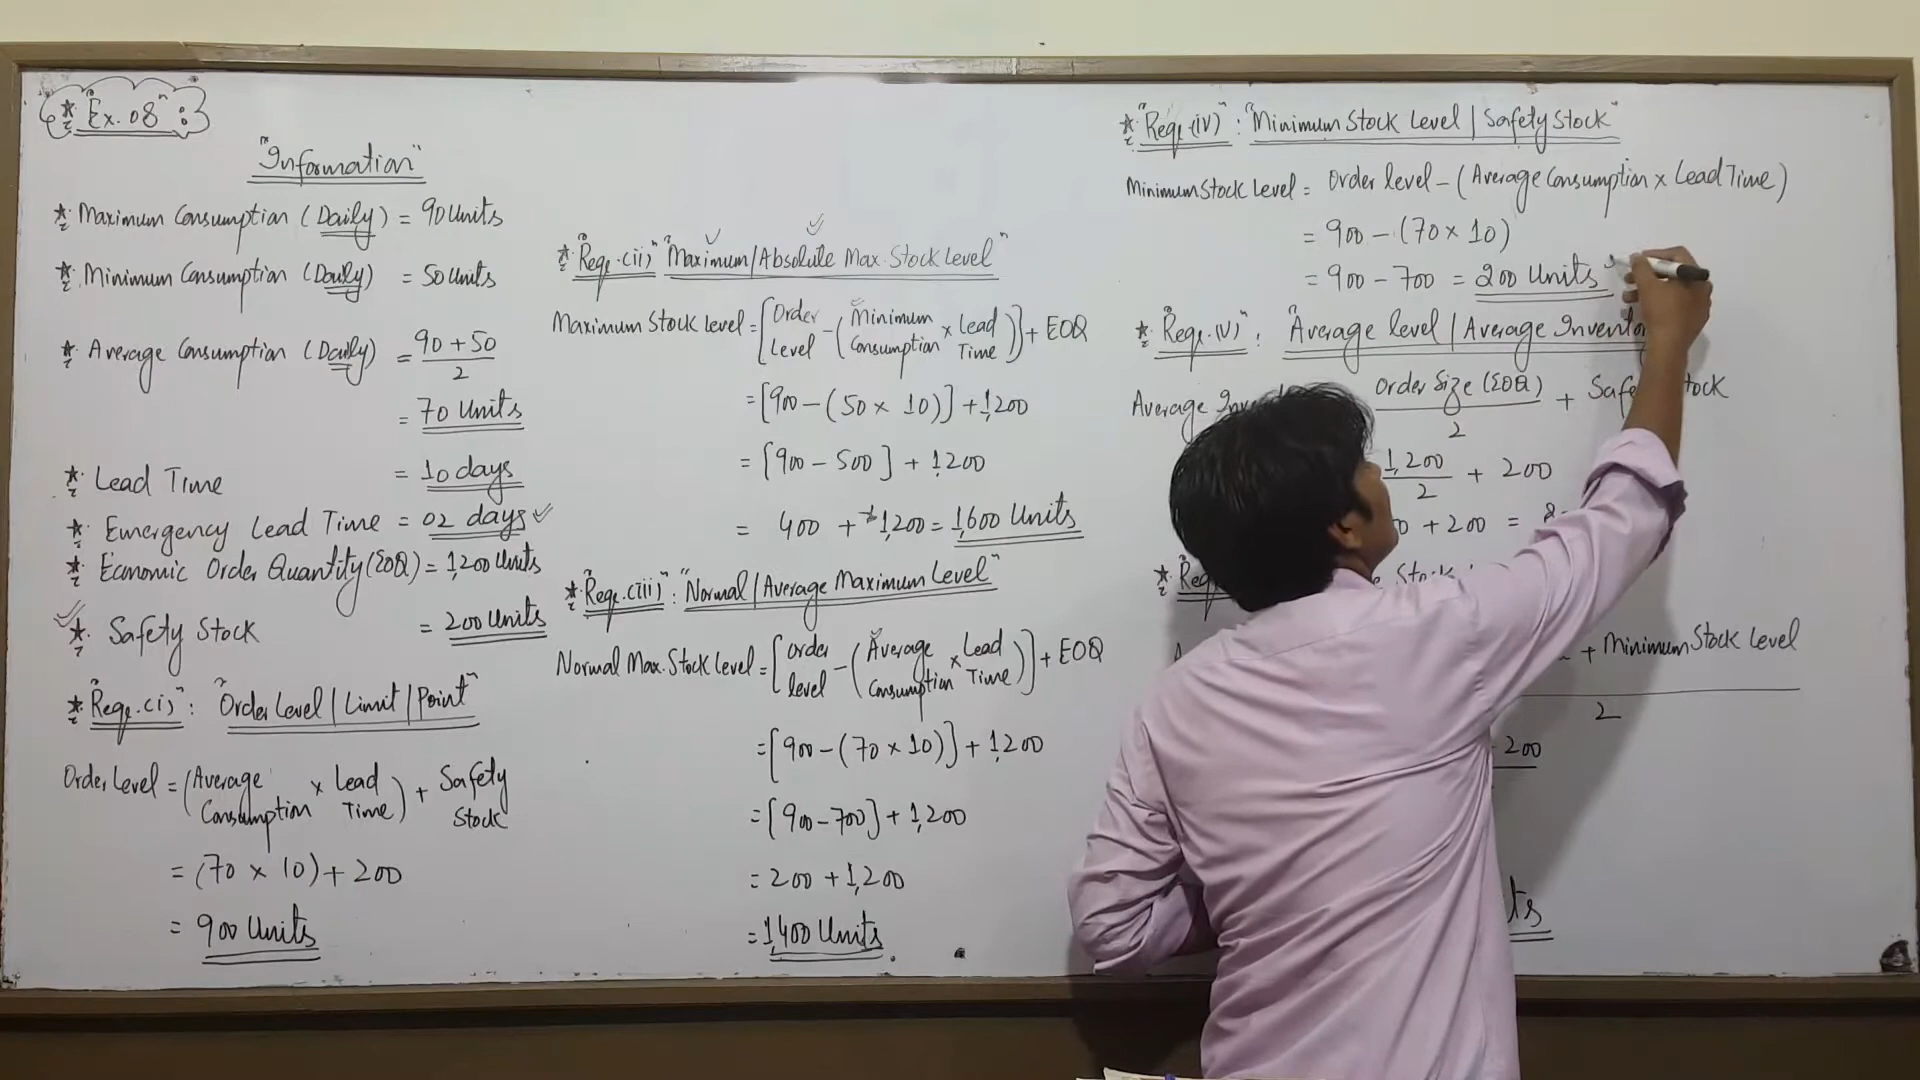 "Ex. 08" :
"Information"
Maximum Consumption (Daily) = 90 Units
Minimum Consumption (Daily) = 50 Units
Average Consumption (Daily) = 90 + 50
2
= 70 Units
Lead Time = 10 days
Emergency Lead Time = 02 days
Economic Order Quantity (EOQ) = 1,200 Units
Safety Stock = 200 Units
"Req.(i)" : "Order Level | Limit | Point"
Order Level = (Average Consumption × Lead Time) + Safety Stock
= (70 × 10) + 200
= 900 Units
"Req.(ii)" "Maximum/Absolute Max. Stock Level"
Maximum Stock Level = [Order Level - (Minimum Consumption × Lead Time)] + EOQ
= [900 - (50 × 10)] + 1,200
= [900 - 500] + 1,200
= 400 + 1,200 = 1,600 Units
"Req.(iii)" : "Normal/Average Maximum Level"
Normal Max. Stock Level = [Order level - (Average Consumption × Lead Time)] + EOQ
= [900 - (70 × 10)] + 1,200
= [900 - 700] + 1,200
= 200 + 1,200
= 1,400 Units
"Req.(iv)" : "Minimum Stock Level | Safety Stock"
Minimum Stock Level = Order level - (Average Consumption × Lead Time)
= 900 - (70 × 10)
= 900 - 700 = 200 Units
"Req.(v)" : "Average level | Average
Average Order Size (EOQ) + 
2
1,200 + 200
2
+ 200 =
+ Minimum Stock Level
2
200